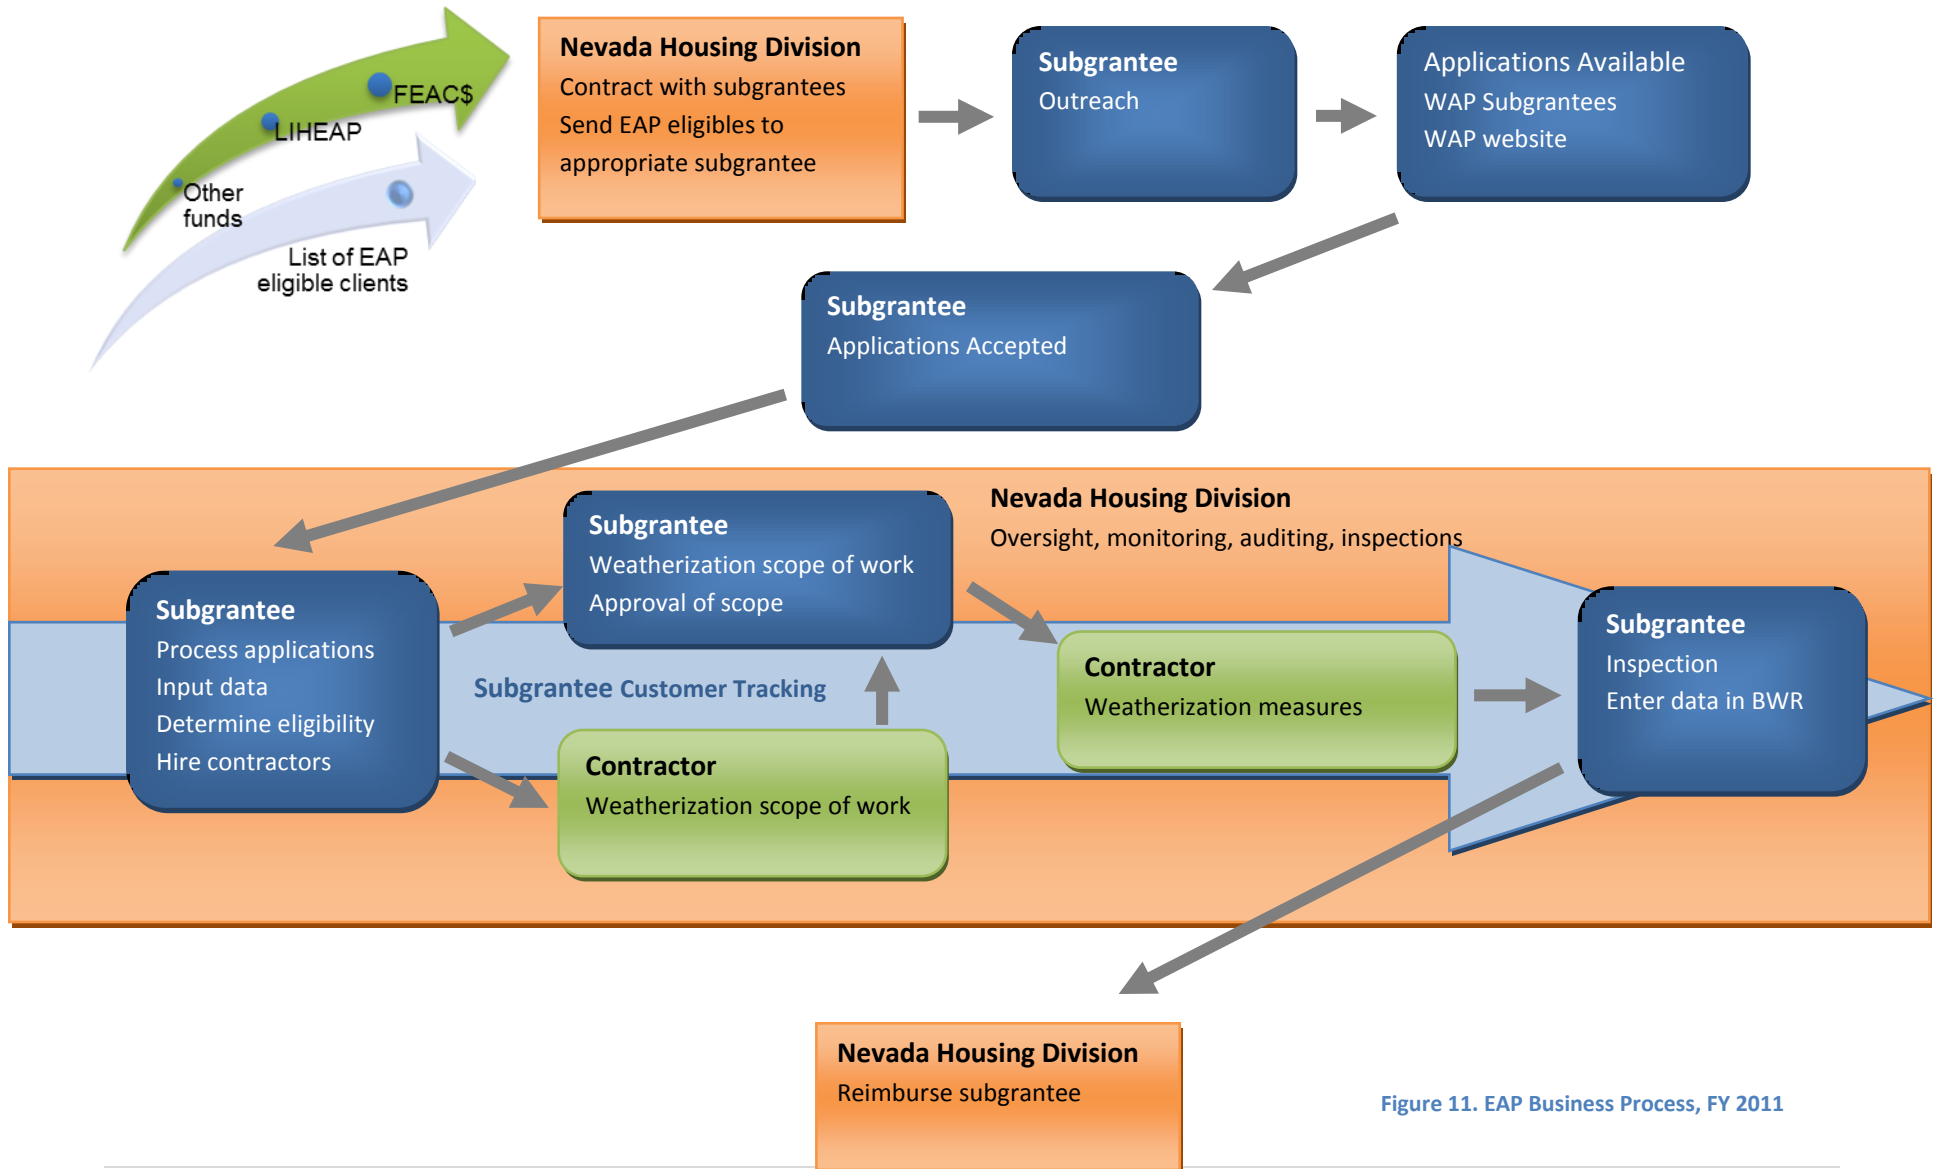 FEAC$
LIHEAP
Other
funds
List of EAP
eligible clients
Nevada Housing Division
Contract with subgrantees
Send EAP eligibles to
appropriate subgrantee
Subgrantee
Outreach
Applications Available
WAP Subgrantees
WAP website
Subgrantee
Applications Accepted
Nevada Housing Division
Oversight, monitoring, auditing, inspections
Subgrantee
Process applications
Input data
Determine eligibility
Hire contractors
Subgrantee
Weatherization scope of work
Approval of scope
Subgrantee Customer Tracking
Contractor
Weatherization scope of work
Contractor
Weatherization measures
Subgrantee
Inspection
Enter data in BWR
Nevada Housing Division
Reimburse subgrantee
Figure 11. EAP Business Process, FY 2011